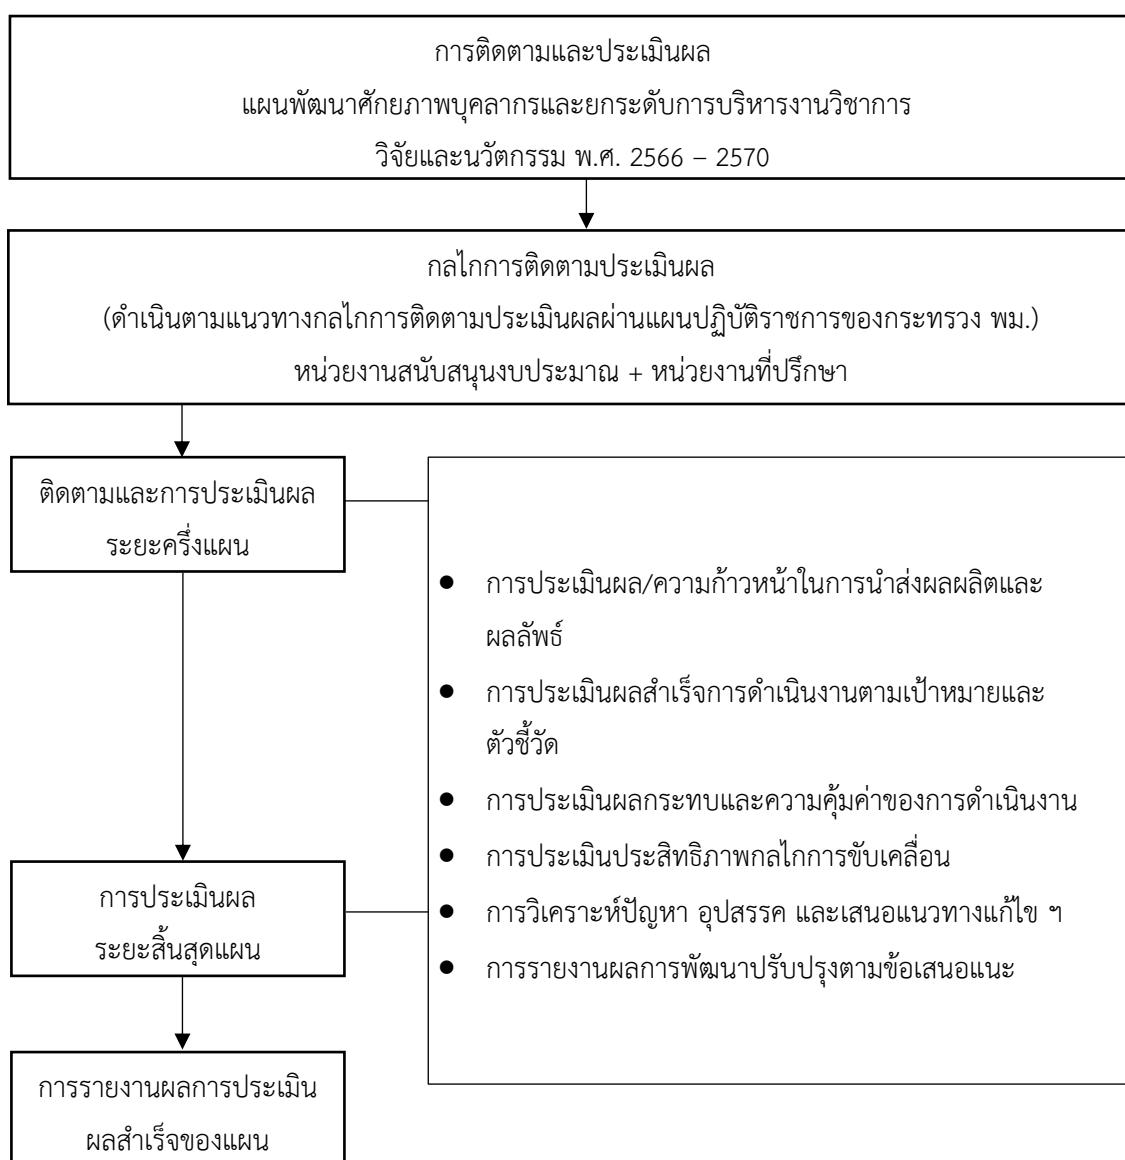 การติดตามและประเมินผล
แผนพัฒนาศักยภาพบุคลากรและยกระดับการบริหารงานวิชาการ
วิจัยและนวัตกรรม พ.ศ. 2566 – 2570
กลไกการติดตามประเมินผล
(ดำเนินตามแนวทางกลไกการติดตามประเมินผลผ่านแผนปฏิบัติราชการของกระทรวง พม.)
หน่วยงานสนับสนุนงบประมาณ + หน่วยงานที่ปรึกษา
ติดตามและการประเมินผล
ระยะครึ่งแผน
● การประเมินผล/ความก้าวหน้าในการนำส่งผลผลิตและ
ผลลัพธ์
● การประเมินผลสำเร็จการดำเนินงานตามเป้าหมายและ
ตัวชี้วัด
● การประเมินผลกระทบและความคุ้มค่าของการดำเนินงาน
● การประเมินประสิทธิภาพกลไกการขับเคลื่อน
● การวิเคราะห์ปัญหา อุปสรรค และเสนอแนวทางแก้ไข ฯ
● การรายงานผลการพัฒนาปรับปรุงตามข้อเสนอแนะ
การประเมินผล
ระยะสิ้นสุดแผน
การรายงานผลการประเมิน
ผลสำเร็จของแผน